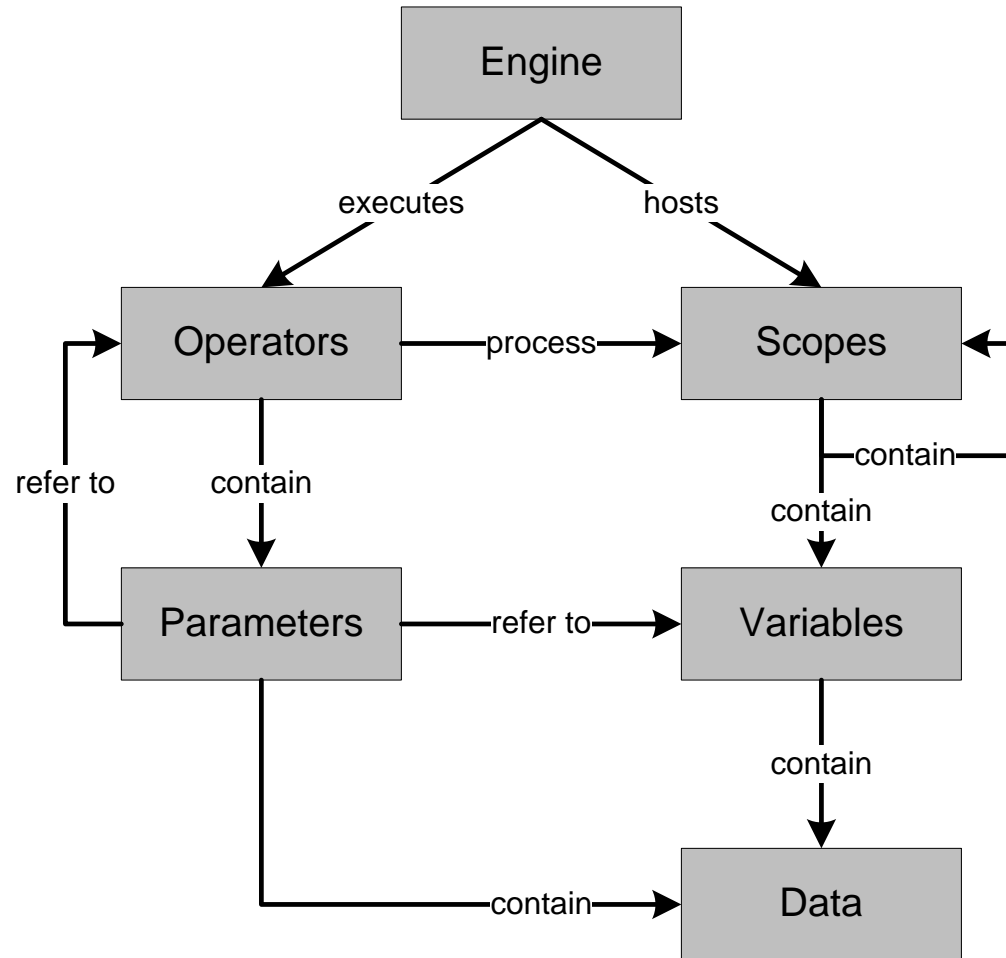 Engine
executes
hosts
Operators
process
Scopes
refer to
contain
contain
contain
Parameters
refer to
Variables
contain
contain
Data